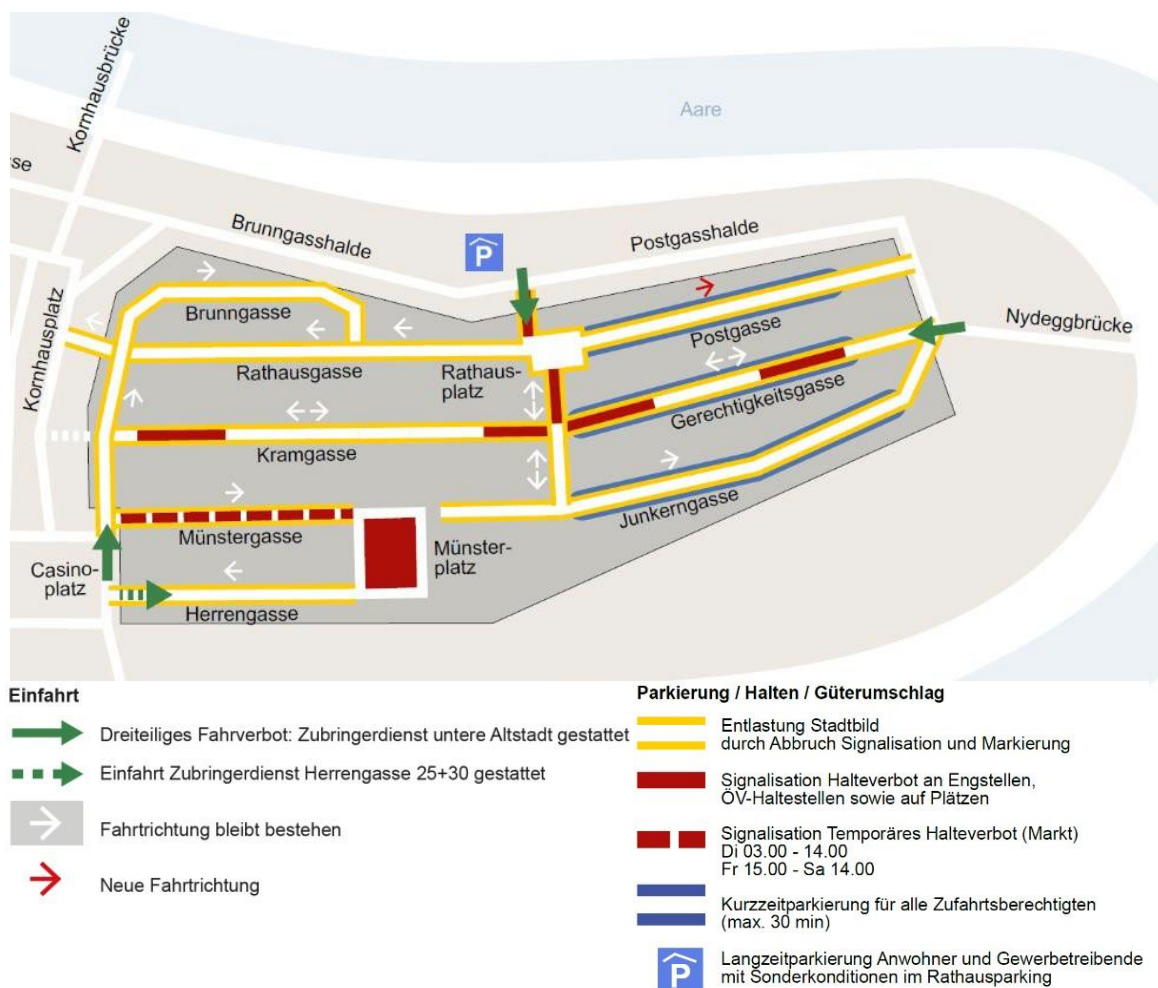 Kornhausbrücke
Aare
sse
Brunngasshalde
P
Postgasshalde
Kornhausplatz
Brunngasse
Postgasse
Nydeggbrücke
Rathausgasse
Rathaus-
platz
Gerechtigkeitsgasse
Kramgasse
Junkerngasse
Münstergasse
Münster-
platz
Casino-
platz
Herrengasse
Einfahrt
Dreiteiliges Fahrverbot: Zubringerdienst untere Altstadt gestattet
Einfahrt Zubringerdienst Herrengasse 25+30 gestattet
Fahrtrichtung bleibt bestehen
Neue Fahrtrichtung
Parkierung / Halten / Güterumschlag
Entlastung Stadtbild
durch Abbruch Signalisation und Markierung
Signalisation Halteverbot an Engstellen,
ÖV-Haltestellen sowie auf Plätzen
Signalisation Temporäres Halteverbot (Markt)
Di 03.00 - 14.00
Fr 15.00 - Sa 14.00
Kurzzeitparkierung für alle Zufahrtsberechtigten
(max. 30 min)
P
Langzeitparkierung Anwohner und Gewerbetreibende
mit Sonderkonditionen im Rathausparking